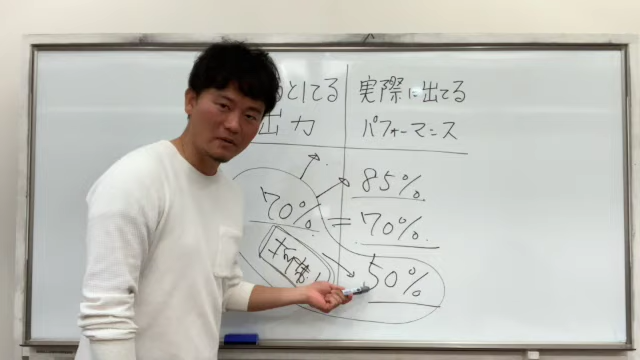 としてる
出力
実際に出てる
パフォーマンス
85%
70% = 70%
50%